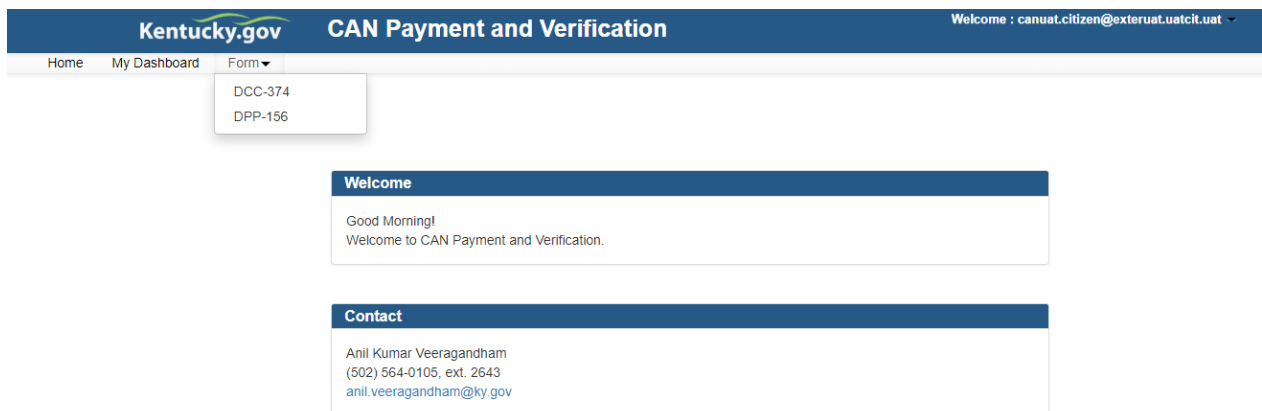 Kentucky.gov
CAN Payment and Verification
Welcome : canuat.citizen@exteruat.uatcit.uat
Home My Dashboard Form
DCC-374
DPP-156
Welcome
Good Morning!
Welcome to CAN Payment and Verification.
Contact
Anil Kumar Veeragandham
(502) 564-0105, ext. 2643
anil.veeragandham@ky.gov